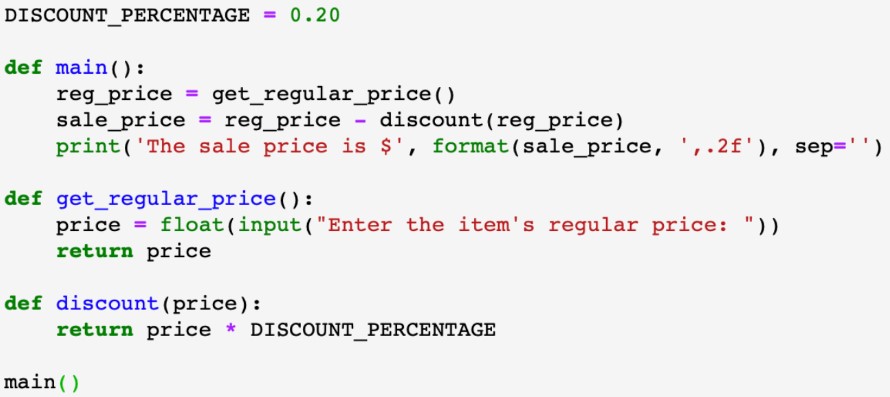 DISCOUNT_PERCENTAGE = 0.20
def main():
    reg_price = get_regular_price()
    sale_price = reg_price - discount(reg_price)
    print('The sale price is $', format(sale_price, ',.2f'), sep='')
def get_regular_price():
    price = float(input("Enter the item's regular price: "))
    return price
def discount(price):
    return price * DISCOUNT_PERCENTAGE
main()